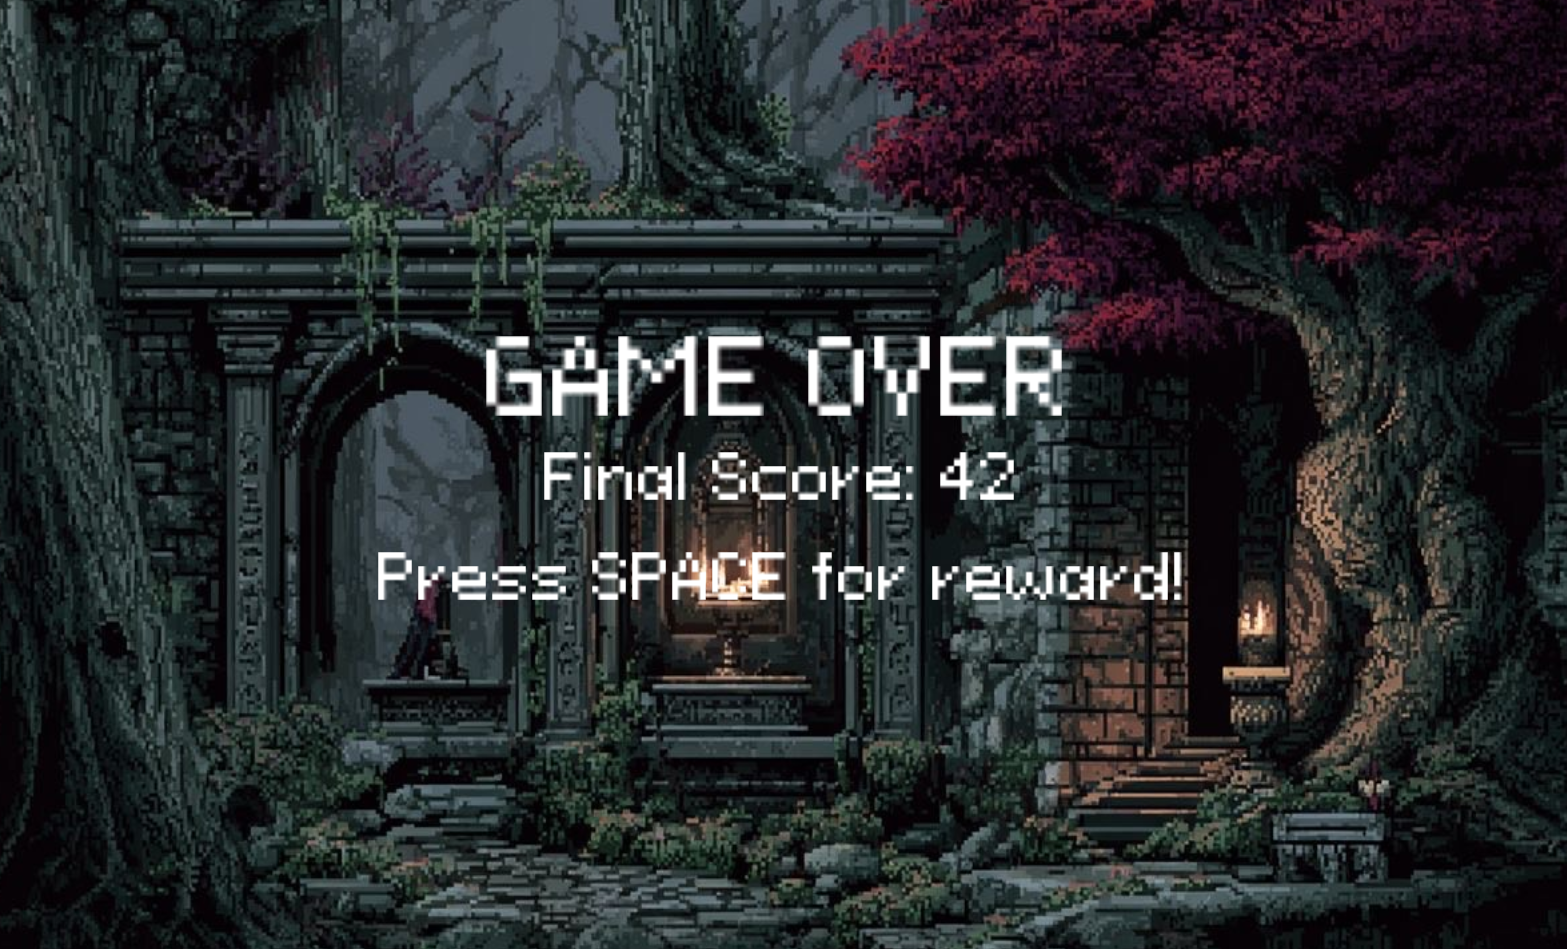 GAME OVER
Final Score: 42
Press SPACE for reward!